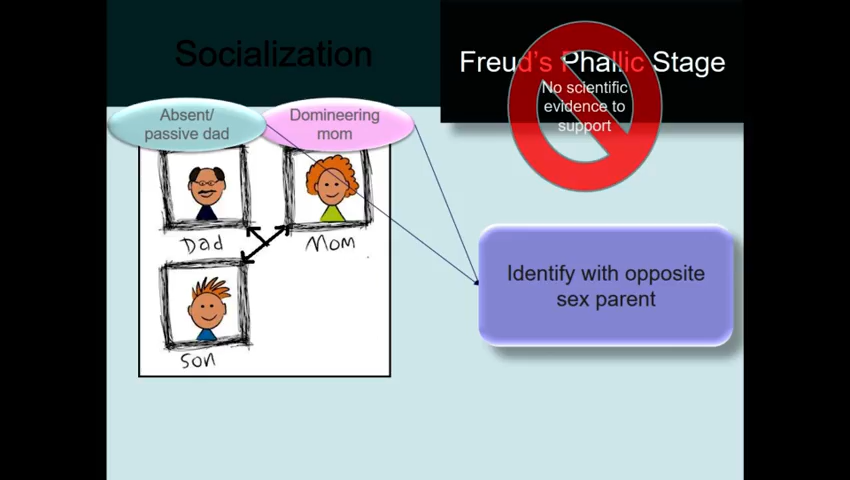 Socialization
Freud's Phallic Stage
No scientific
evidence to
support
Absent/
passive dad
Domineering
mom
Dad
Mom
Son
Identify with opposite
sex parent